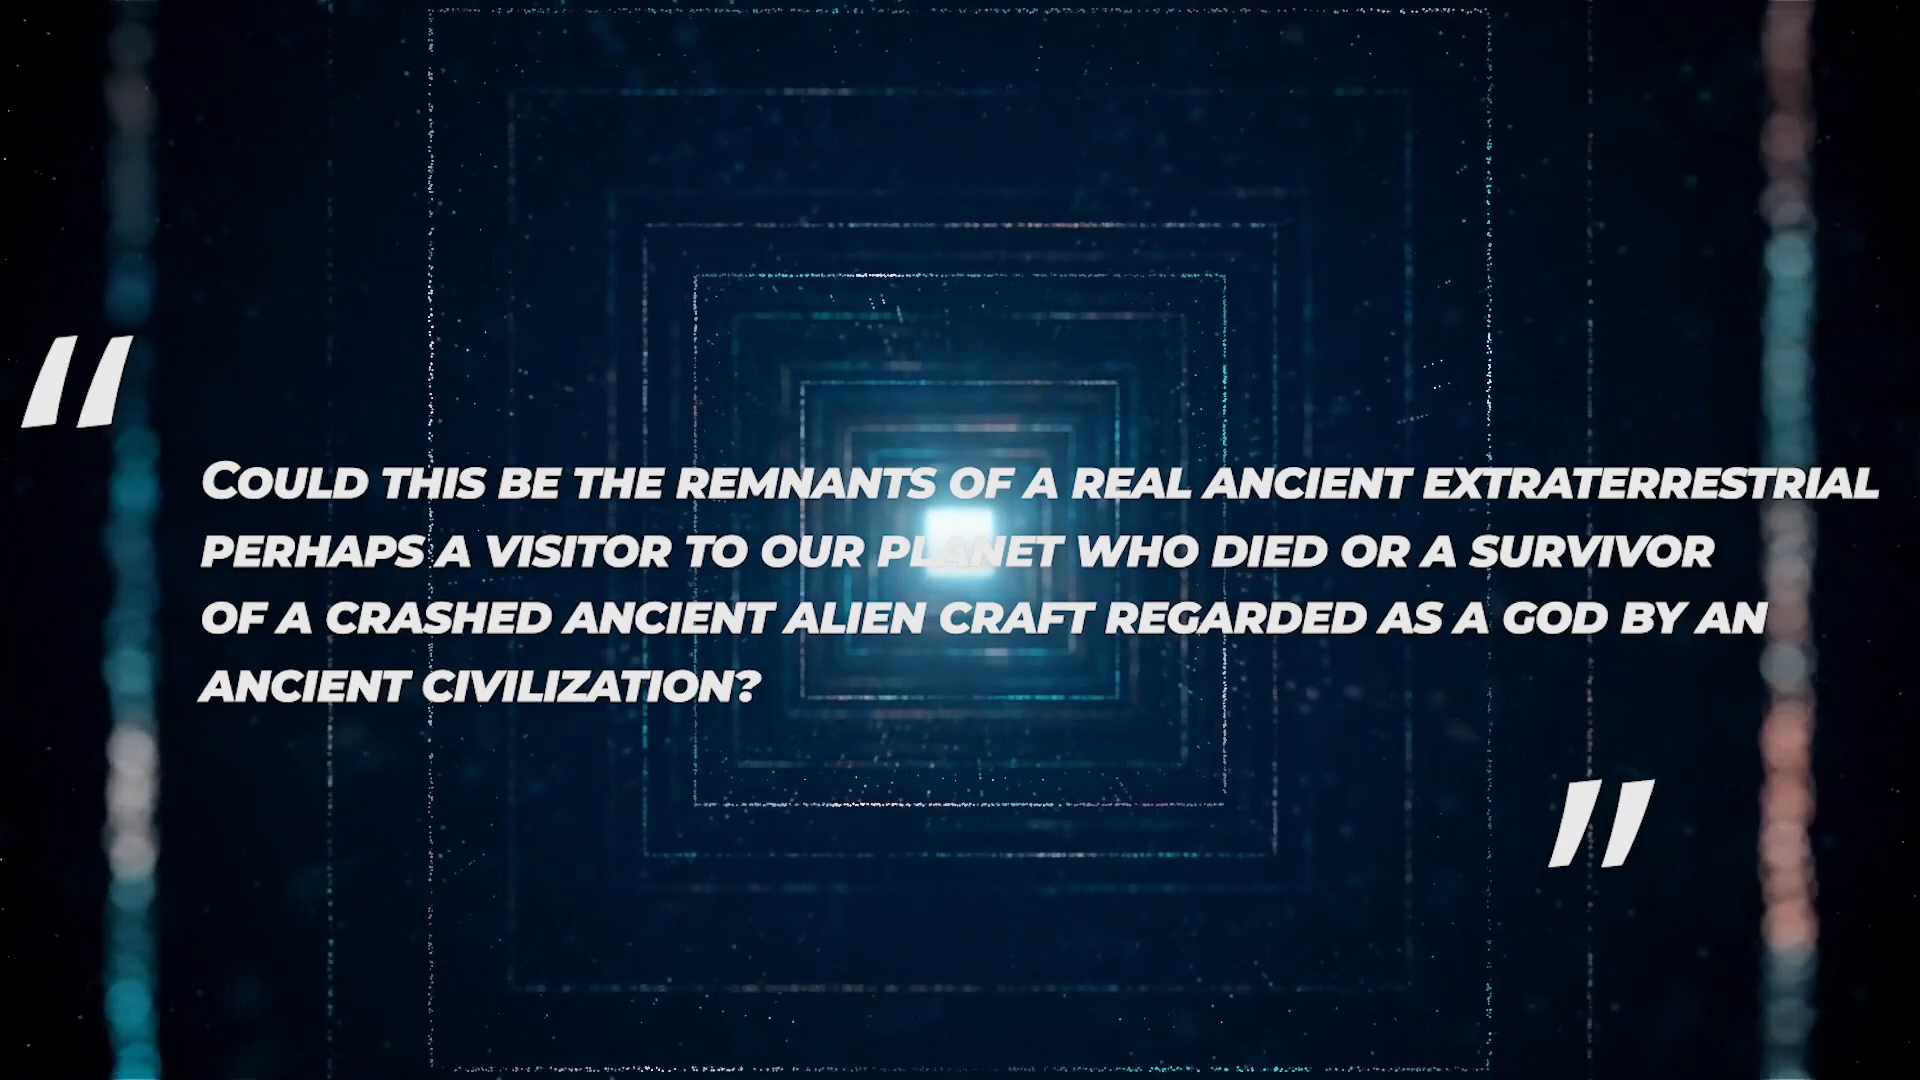 "
Could this be the remnants of a real ancient extraterrestrial
perhaps a visitor to our planet who died or a survivor
of a crashed ancient alien craft regarded as a god by an
ancient civilization?
"